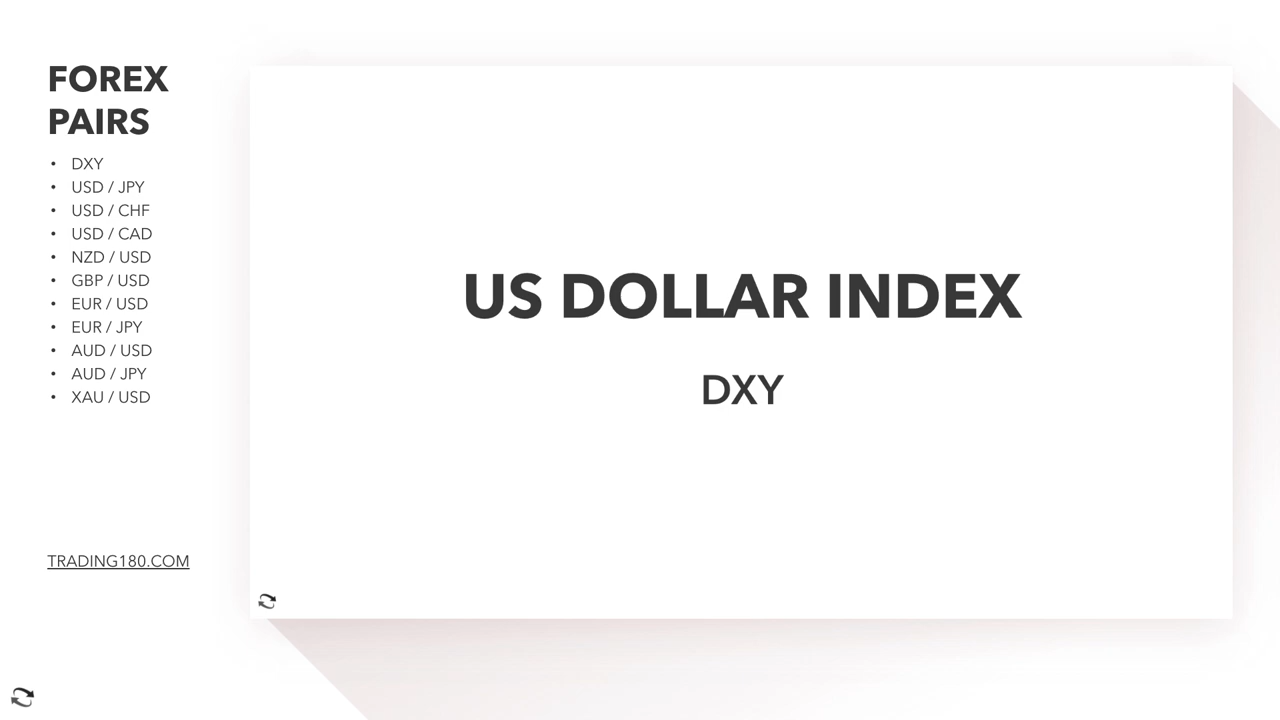 FOREX
PAIRS
• DXY
• USD / JPY
• USD / CHF
• USD / CAD
• NZD / USD
• GBP / USD
• EUR / USD
• EUR / JPY
• AUD / USD
• AUD / JPY
• XAU / USD
TRADING180.COM
US DOLLAR INDEX
DXY